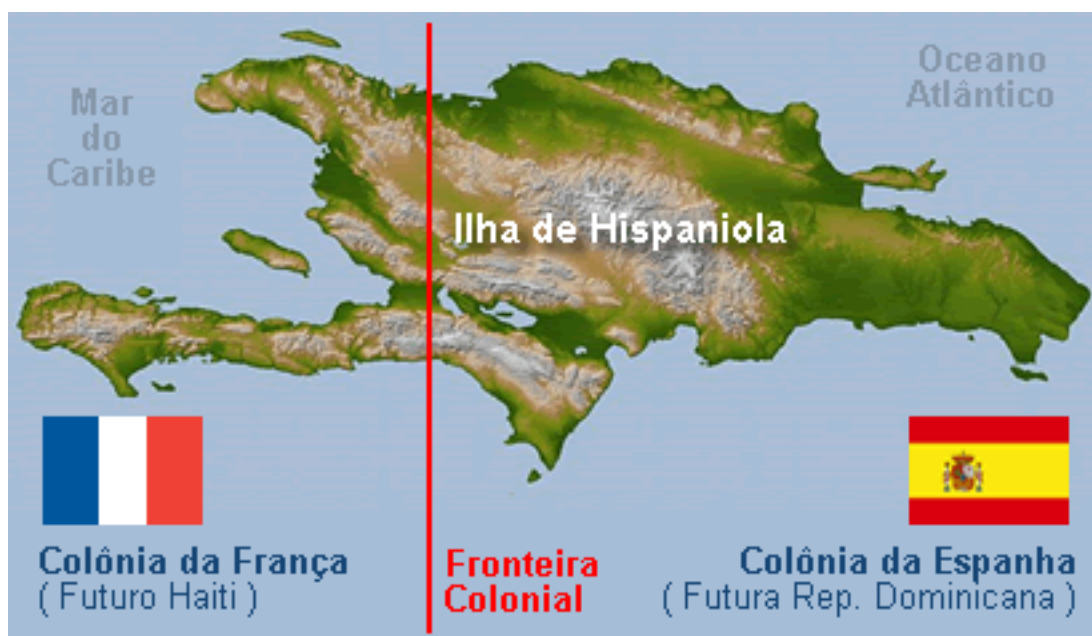 Oceano
Atlântico
Mar
do
Caribe
Ilha de Hispaniola
Colônia da França
( Futuro Haiti )
Fronteira
Colonial
Colônia da Espanha
( Futura Rep. Dominicana )